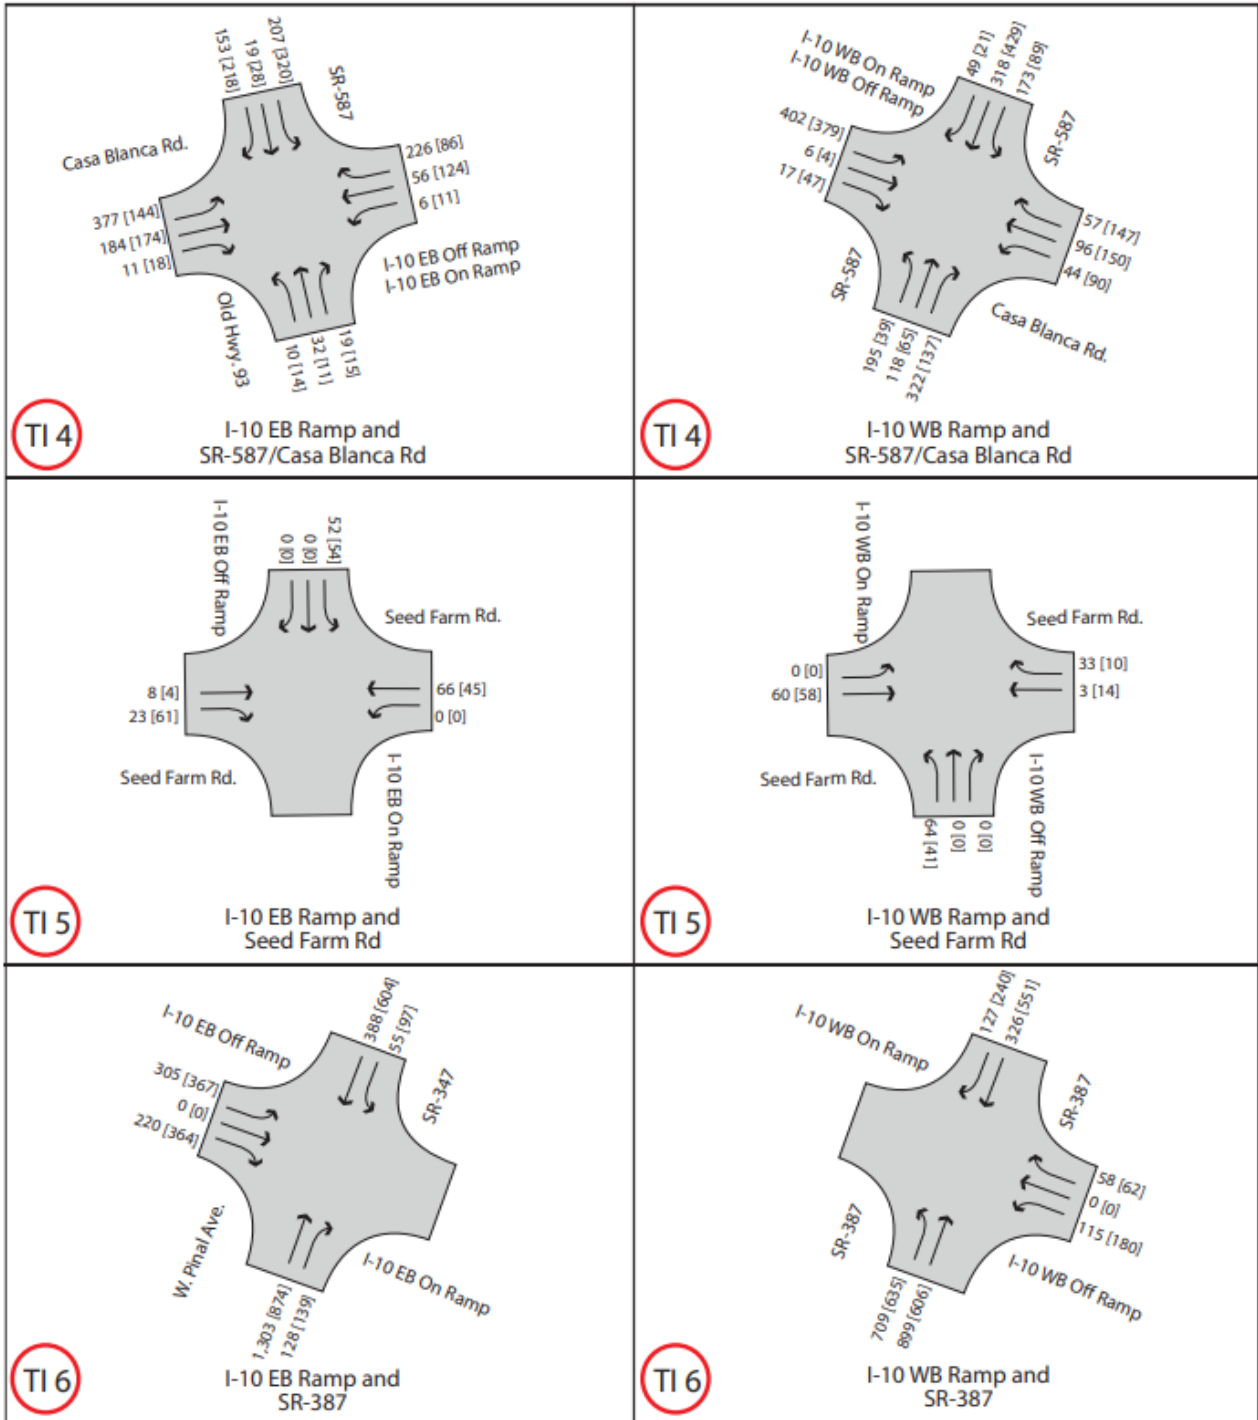 153 [218]
19 [28]
207 [320]
SR-587
Casa Blanca Rd.
226 [86]
56 [124]
6 [11]
377 [144]
184 [174]
11 [18]
I-10 EB Off Ramp
I-10 EB On Ramp
Old Hwy. 93
10 [14]
32 [11]
19 [15]
TI 4
I-10 EB Ramp and
SR-587/Casa Blanca Rd
I-10 WB On Ramp
I-10 WB Off Ramp
49 [21]
318 [429]
173 [89]
SR-587
402 [379]
6 [4]
17 [47]
57 [147]
96 [150]
44 [90]
SR-587
Casa Blanca Rd.
195 [39]
118 [65]
322 [137]
TI 4
I-10 WB Ramp and
SR-587/Casa Blanca Rd
I-10 EB Off Ramp
0 [0]
0 [0]
52 [54]
Seed Farm Rd.
8 [4]
23 [61]
66 [45]
0 [0]
Seed Farm Rd.
I-10 EB On Ramp
TI 5
I-10 EB Ramp and
Seed Farm Rd
I-10 WB On Ramp
Seed Farm Rd.
0 [0]
60 [58]
33 [10]
3 [14]
Seed Farm Rd.
I-10 WB Off Ramp
64 [41]
0 [0]
0 [0]
TI 5
I-10 WB Ramp and
Seed Farm Rd
I-10 EB Off Ramp
388 [604]
55 [97]
SR-347
305 [367]
0 [0]
220 [364]
W. Pinal Ave.
I-10 EB On Ramp
1,303 [874]
128 [139]
TI 6
I-10 EB Ramp and
SR-387
I-10 WB On Ramp
127 [240]
326 [551]
SR-387
58 [62]
0 [0]
115 [180]
SR-387
I-10 WB Off Ramp
709 [635]
899 [606]
TI 6
I-10 WB Ramp and
SR-387